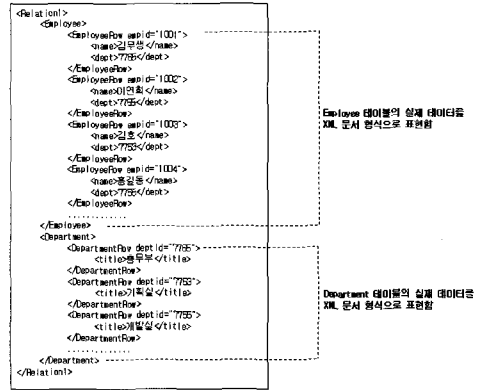 <Relation1>
<Employee>
<EmployeeRow empid="1001">
<name>김무생</name>
<dept>7785</dept>
</EmployeeRow>
<EmployeeRow empid="1002">
<name>이연희</name>
<dept>7755</dept>
</EmployeeRow>
<EmployeeRow empid="1003">
<name>김호</name>
<dept>7753</dept>
</EmployeeRow>
<EmployeeRow empid="1004">
<name>홍길동</name>
<dept>7755</dept>
</EmployeeRow>
.............
</Employee>
<Department>
<DepartmentRow deptid="7785">
<title>총무부</title>
</DepartmentRow>
<DepartmentRow deptid="7753">
<title>기획실</title>
</DepartmentRow>
<DepartmentRow deptid="7755">
<title>개발실</title>
</DepartmentRow>
.............
</Department>
</Relation1>
Employee 테이블의 실제 데이터를
XML 문서 형식으로 표현함
Department 테이블의 실제 데이터를
XML 문서 형식으로 표현함